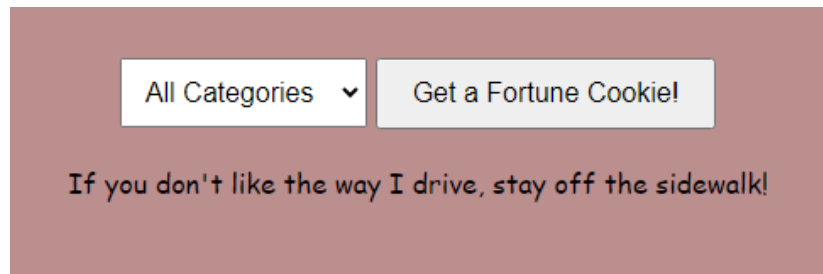 All Categories Get a Fortune Cookie!
If you don't like the way I drive, stay off the sidewalk!